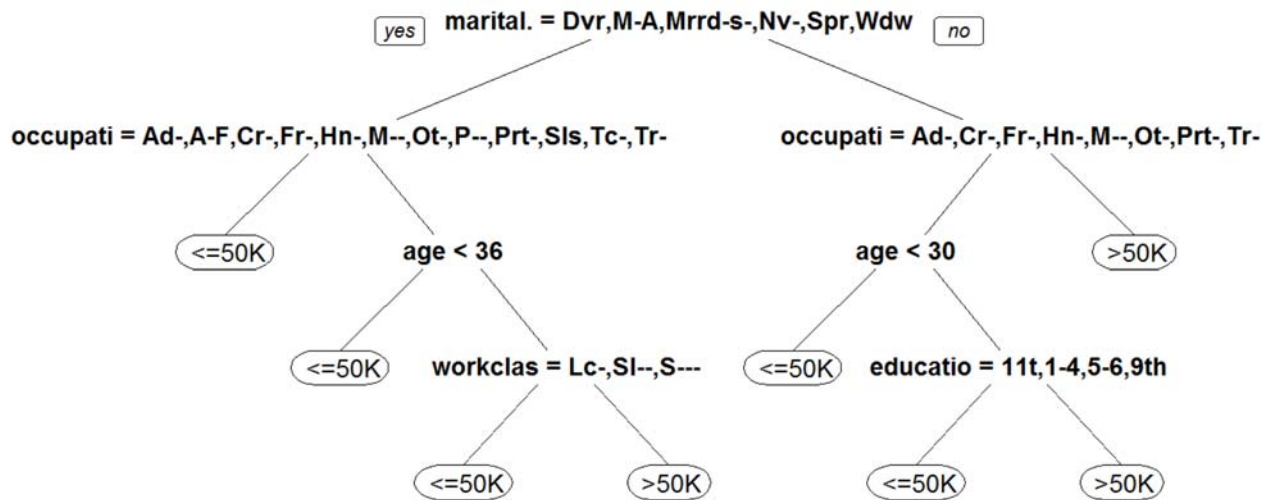 yes marital. = Dvr,M-A,Mrrd-s-,Nv-,Spr,Wdw no
occupati = Ad-,A-F,Cr-,Fr-,Hn-,M--,Ot-,P--,Prt-,Sls,Tc-,Tr- occupati = Ad-,Cr-,Fr-,Hn-,M--,Ot-,Prt-,Tr-
<=50K age < 36 age < 30 >50K
<=50K workclas = Lc-,Sl--,S--- <=50K educatio = 11t,1-4,5-6,9th
<=50K >50K <=50K >50K